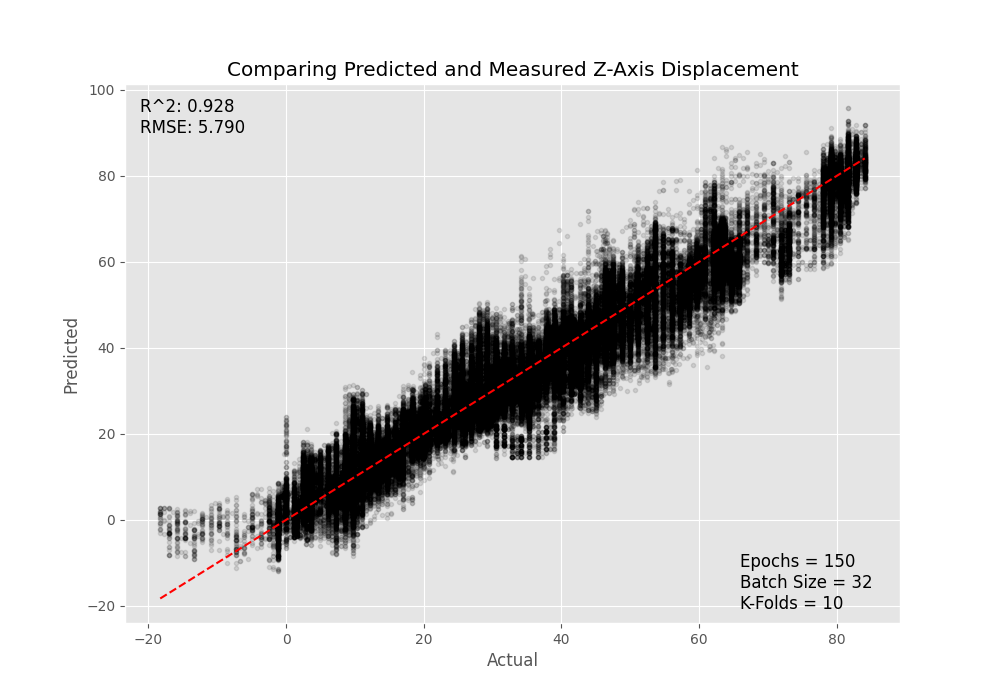 Comparing Predicted and Measured Z-Axis Displacement
R^2: 0.928
RMSE: 5.790
100
80
60
40
20
0
−20
Predicted
Epochs = 150
Batch Size = 32
K-Folds = 10
−20 0 20 40 60 80
Actual